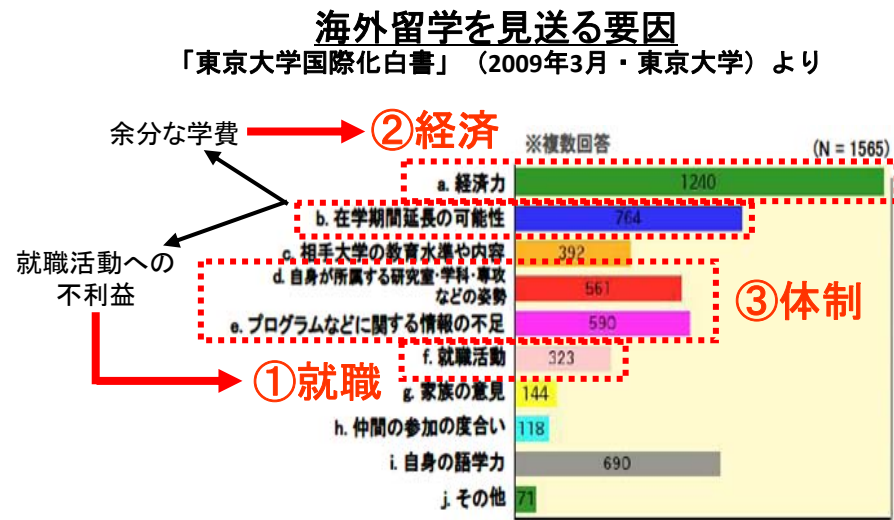 海外留学を見送る要因
「東京大学国際化白書」（2009年3月・東京大学）より
余分な学費
②経済
※複数回答
(N = 1565)
a. 経済力
1240
b. 在学期間延長の可能性
764
c. 相手大学の教育水準や内容
392
就職活動への
不利益
d. 自身が所属する研究室・学科・専攻
などの姿勢
561
③体制
e. プログラムなどに関する情報の不足
590
f. 就職活動
323
①就職
g. 家族の意見
144
h. 仲間の参加の度合い
118
i. 自身の語学力
690
j. その他
71